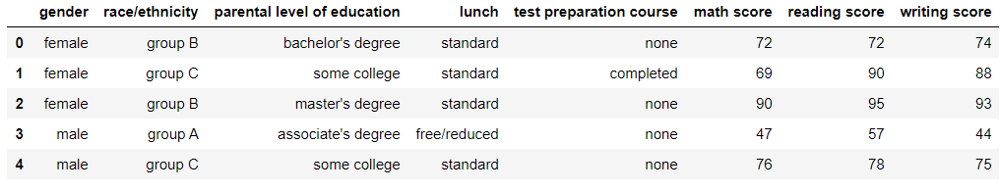 gender race/ethnicity parental level of education lunch test preparation course math score reading score writing score
0 female group B bachelor's degree standard none 72 72 74
1 female group C some college standard completed 69 90 88
2 female group B master's degree standard none 90 95 93
3 male group A associate's degree free/reduced none 47 57 44
4 male group C some college standard none 76 78 75